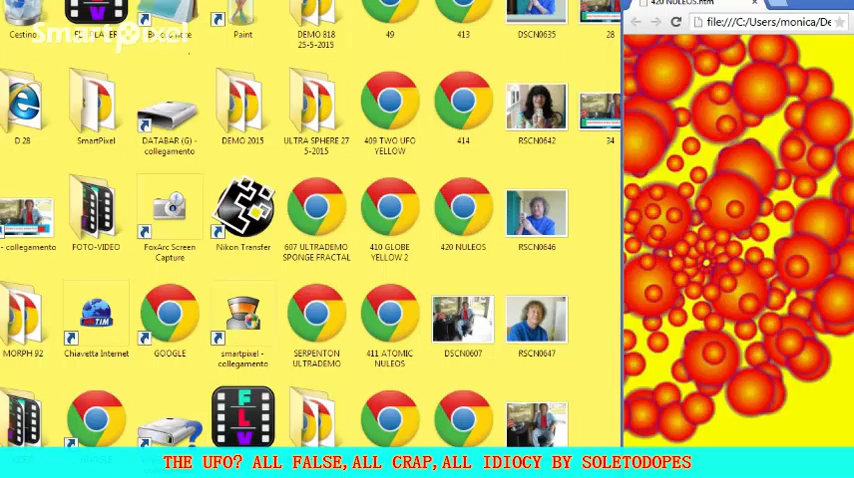 420 NULEOS.htm
SmartPixel
file:///C:/Users/monica/De
Cestino
FLV PLAYER
Paint
DEMO 818
25-5-2015
49
413
DSCN0635
28
D 28
SmartPixel
DATABAR (G) -
collegamento
DEMO 2015
ULTRA SPHERE 27
5-2015
409 TWO UFO
YELLOW
414
RSCN0642
34
- collegamento
FOTO-VIDEO
FoxArc Screen
Capture
Nikon Transfer
607 ULTRADEMO
SPONGE FRACTAL
410 GLOBE
YELLOW 2
420 NULEOS
RSCN0646
TIM
MORPH 92
Chiavetta Internet
GOOGLE
smartpixel -
collegamento
SERPENTON
ULTRADEMO
411 ATOMIC
NULEOS
DSCN0607
RSCN0647
FLV
THE UFO? ALL FALSE,ALL CRAP,ALL IDIOCY BY SOLETODOPES